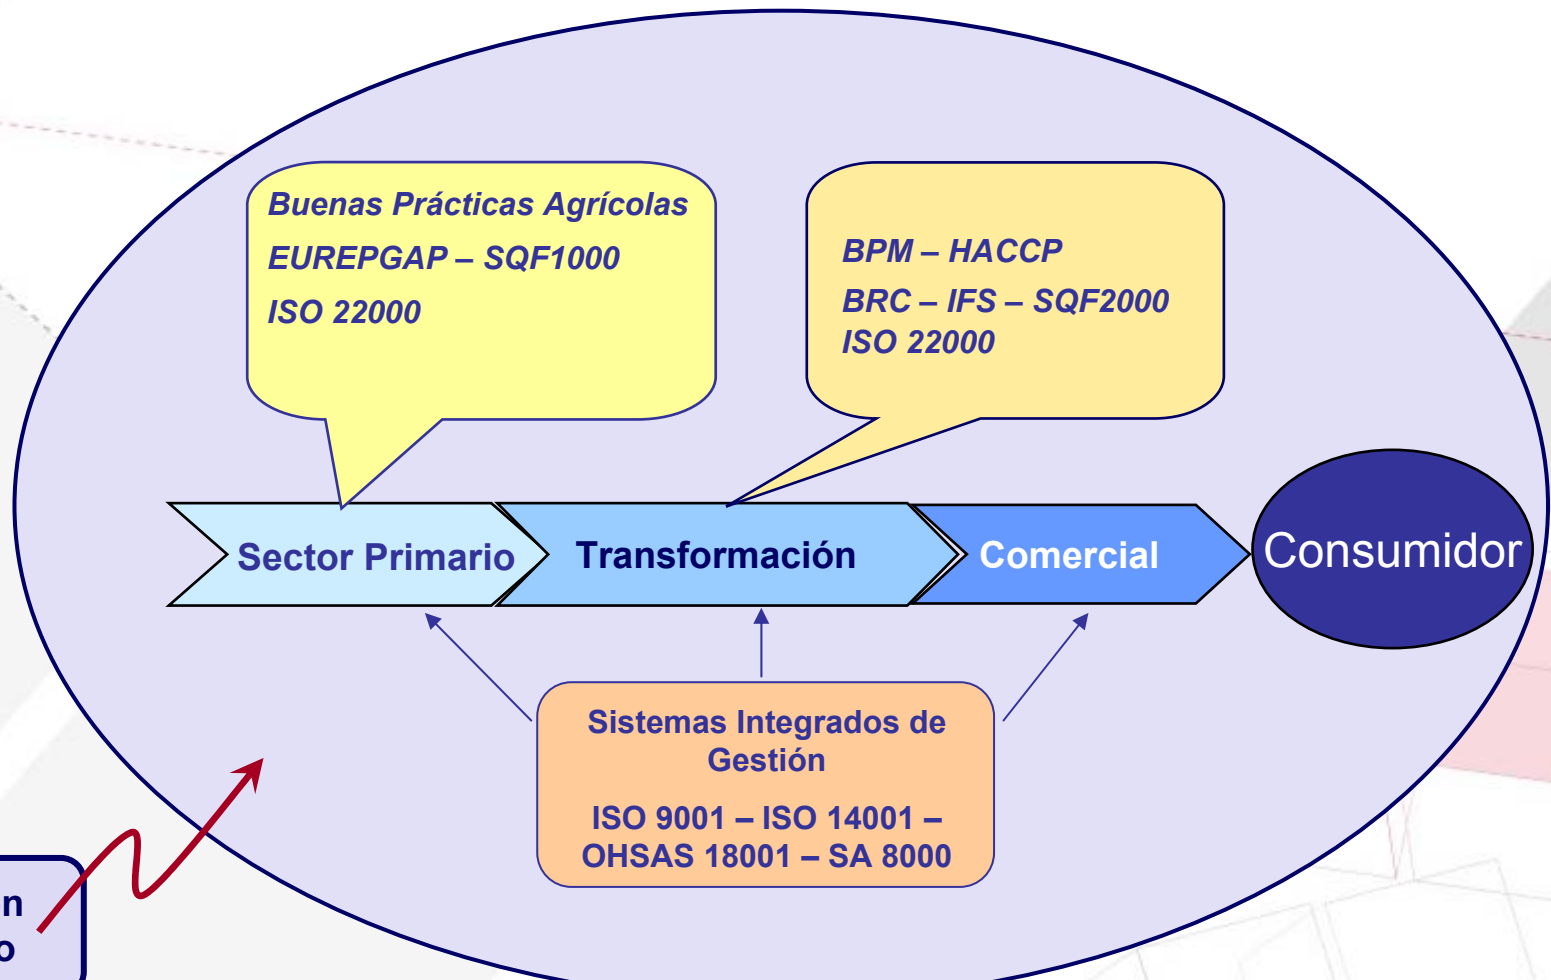 Buenas Prácticas Agrícolas
EUREPGAP – SQF1000
ISO 22000
BPM – HACCP
BRC – IFS – SQF2000
ISO 22000
Sector Primario
Transformación
Comercial
Consumidor
Sistemas Integrados de
Gestión
ISO 9001 – ISO 14001 –
OHSAS 18001 – SA 8000